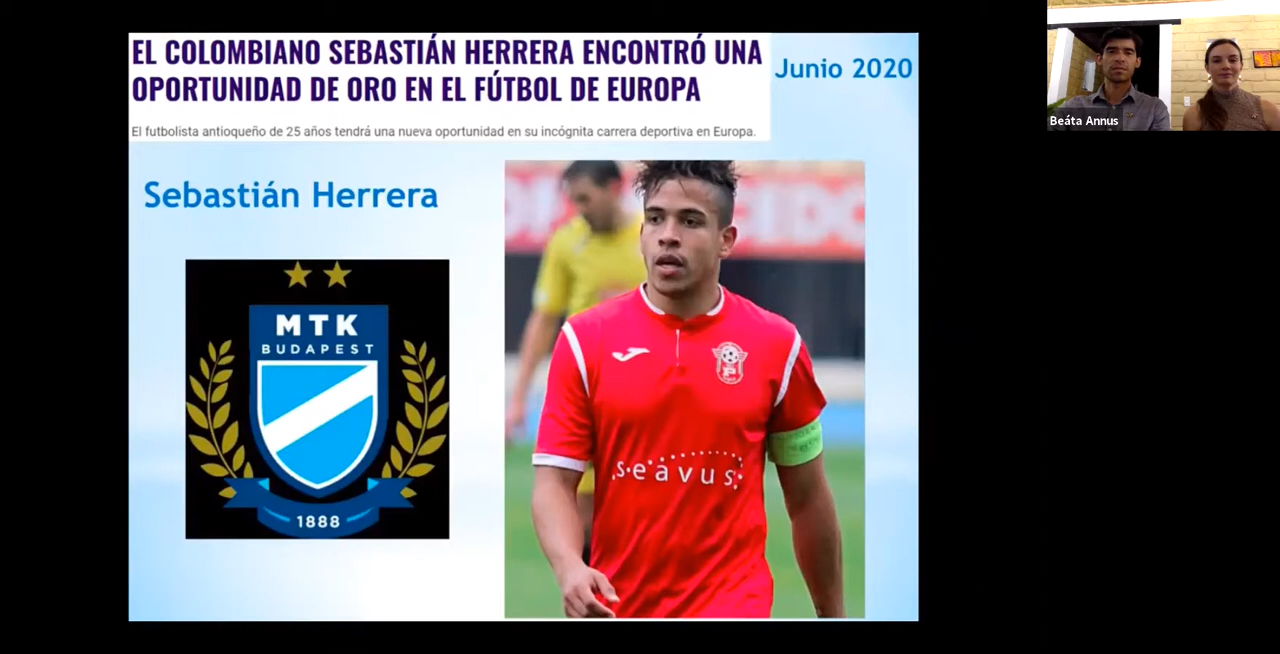 EL COLOMBIANO SEBASTIÁN HERRERA ENCONTRÓ UNA
OPORTUNIDAD DE ORO EN EL FÚTBOL DE EUROPA
Junio 2020
El futbolista antioqueño de 25 años tendrá una nueva oportunidad en su incógnita carrera deportiva en Europa.
Sebastián Herrera
MTK
BUDAPEST
1888
seavus
Beáta Annus